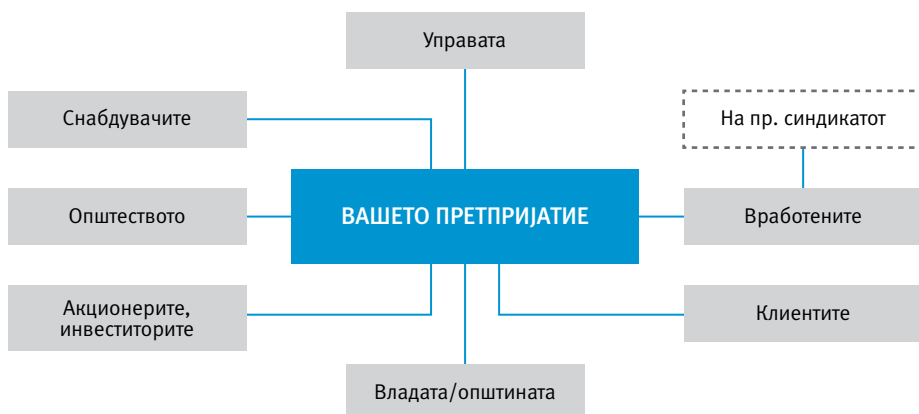 Управата
Снабдувачите
На пр. синдикатот
Општеството
ВАШЕТО ПРЕТПРИЈАТИЕ
Вработените
Акционерите,
инвеститорите
Клиентите
Владата/општината